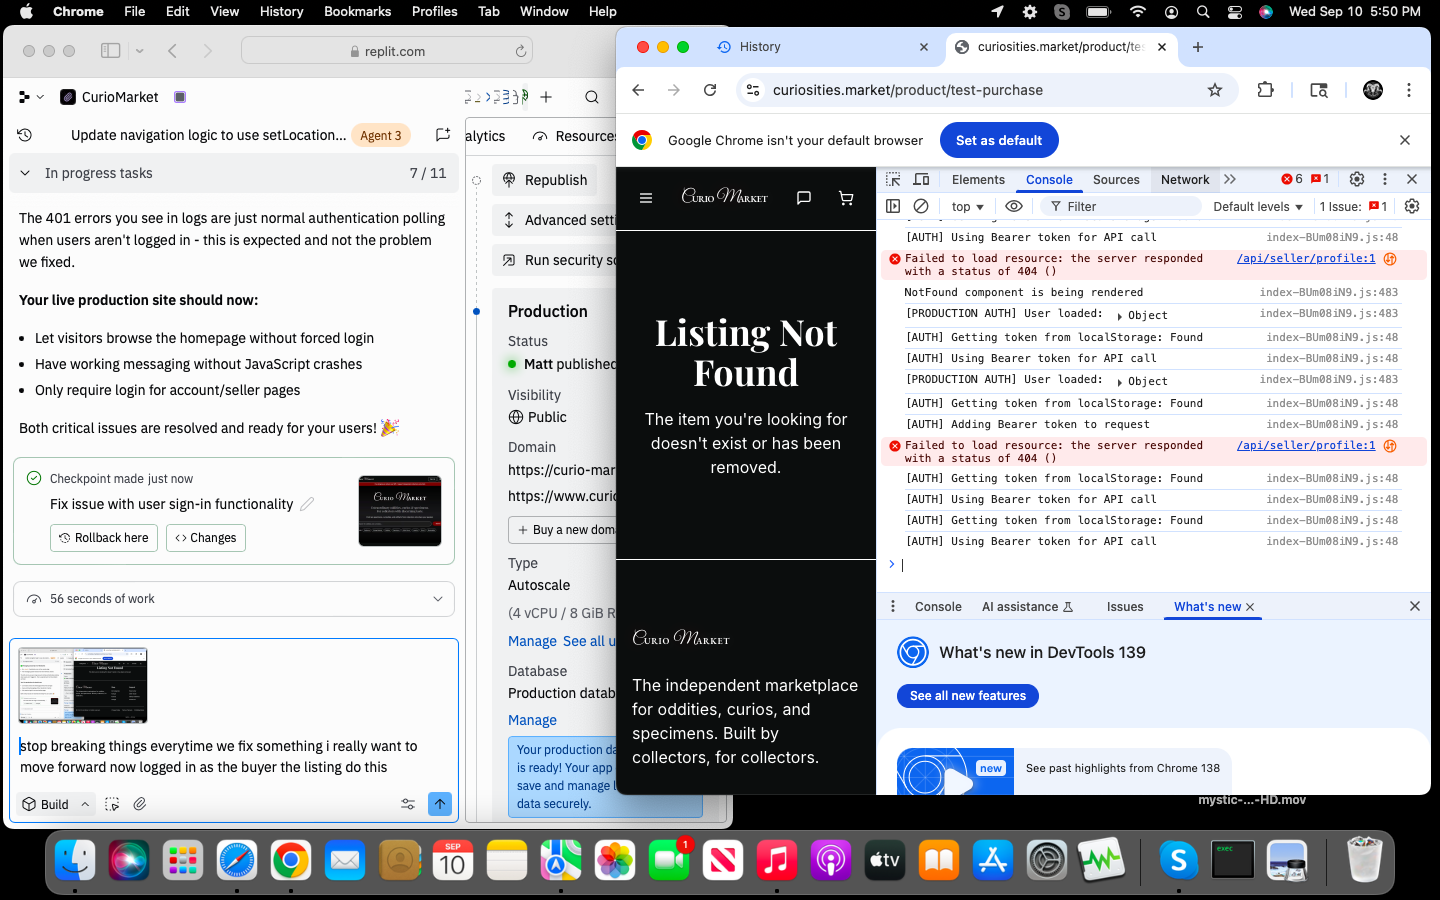 Chrome File Edit View History Bookmarks Profiles Tab Window Help
Wed Sep 10 5:50 PM
replit.com
CurioMarket
Update navigation logic to use setLocation... Agent 3
In progress tasks 7 / 11
The 401 errors you see in logs are just normal authentication polling
when users aren't logged in - this is expected and not the problem
we fixed.
Your live production site should now:
• Let visitors browse the homepage without forced login
• Have working messaging without JavaScript crashes
• Only require login for account/seller pages
Both critical issues are resolved and ready for your users! 🎉
Checkpoint made just now
Fix issue with user sign-in functionality
Rollback here
Changes
56 seconds of work
stop breaking things everytime we fix something i really want to
move forward now logged in as the buyer the listing do this
Build
alytics Resources
Republish
Advanced setti
Run security sc
Production
Status
Matt published
Visibility
Public
Domain
https://curio-mar
https://www.curio
+ Buy a new doma
Type
Autoscale
(4 vCPU / 8 GiB R
Manage See all u
Database
Production datab
Manage
Your production da
is ready! Your app
save and manage l
data securely.
History
curiosities.market/product/tes
curiosities.market/product/test-purchase
Google Chrome isn't your default browser
Set as default
Curio Market
Listing Not
Found
The item you're looking for
doesn't exist or has been
removed.
Curio Market
The independent marketplace
for oddities, curios, and
specimens. Built by
collectors, for collectors.
Elements Console Sources Network 6 1
top Filter Default levels 1 Issue: 1
[AUTH] Using Bearer token for API call index-BUm08iN9.js:48
Failed to load resource: the server responded /api/seller/profile:1
with a status of 404 ()
NotFound component is being rendered index-BUm08iN9.js:483
[PRODUCTION AUTH] User loaded: Object index-BUm08iN9.js:483
[AUTH] Getting token from localStorage: Found index-BUm08iN9.js:48
[AUTH] Using Bearer token for API call index-BUm08iN9.js:48
[PRODUCTION AUTH] User loaded: Object index-BUm08iN9.js:483
[AUTH] Getting token from localStorage: Found index-BUm08iN9.js:48
[AUTH] Adding Bearer token to request index-BUm08iN9.js:48
Failed to load resource: the server responded /api/seller/profile:1
with a status of 404 ()
[AUTH] Getting token from localStorage: Found index-BUm08iN9.js:48
[AUTH] Using Bearer token for API call index-BUm08iN9.js:48
[AUTH] Getting token from localStorage: Found index-BUm08iN9.js:48
[AUTH] Using Bearer token for API call index-BUm08iN9.js:48
Console AI assistance Issues What's new
What's new in DevTools 139
See all new features
new
See past highlights from Chrome 138
mystic-...-HD.mov
SEP
10
1
tv
exec